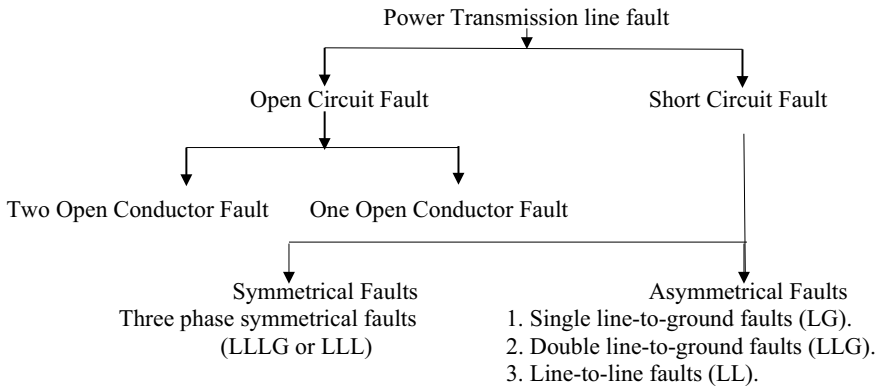 Power Transmission line fault
Open Circuit Fault
Short Circuit Fault
Two Open Conductor Fault
One Open Conductor Fault
Symmetrical Faults
Three phase symmetrical faults
(LLLG or LLL)
Asymmetrical Faults
1. Single line-to-ground faults (LG).
2. Double line-to-ground faults (LLG).
3. Line-to-line faults (LL).